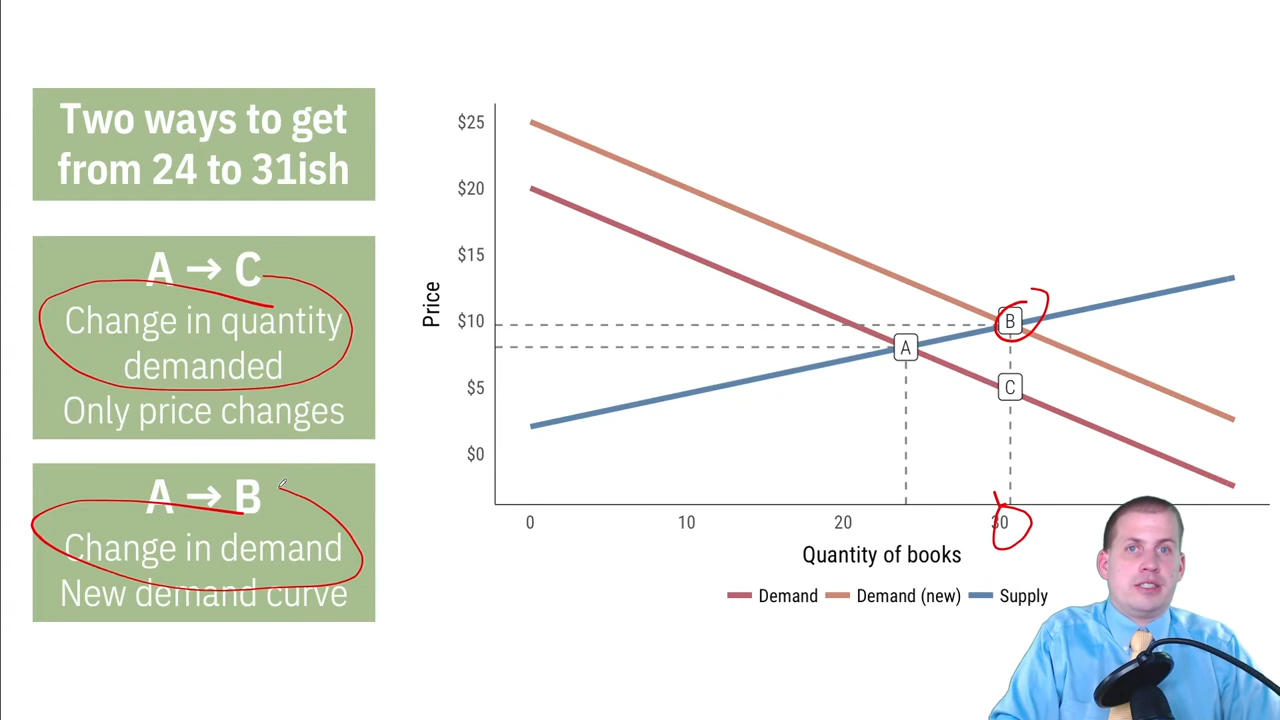 Two ways to get
from 24 to 31ish
A → C
Change in quantity
demanded
Only price changes
A → B
Change in demand
New demand curve
Price
$25
$20
$15
$10
$5
$0
B
A
C
0 10 20 30
Quantity of books
Demand Demand (new) Supply